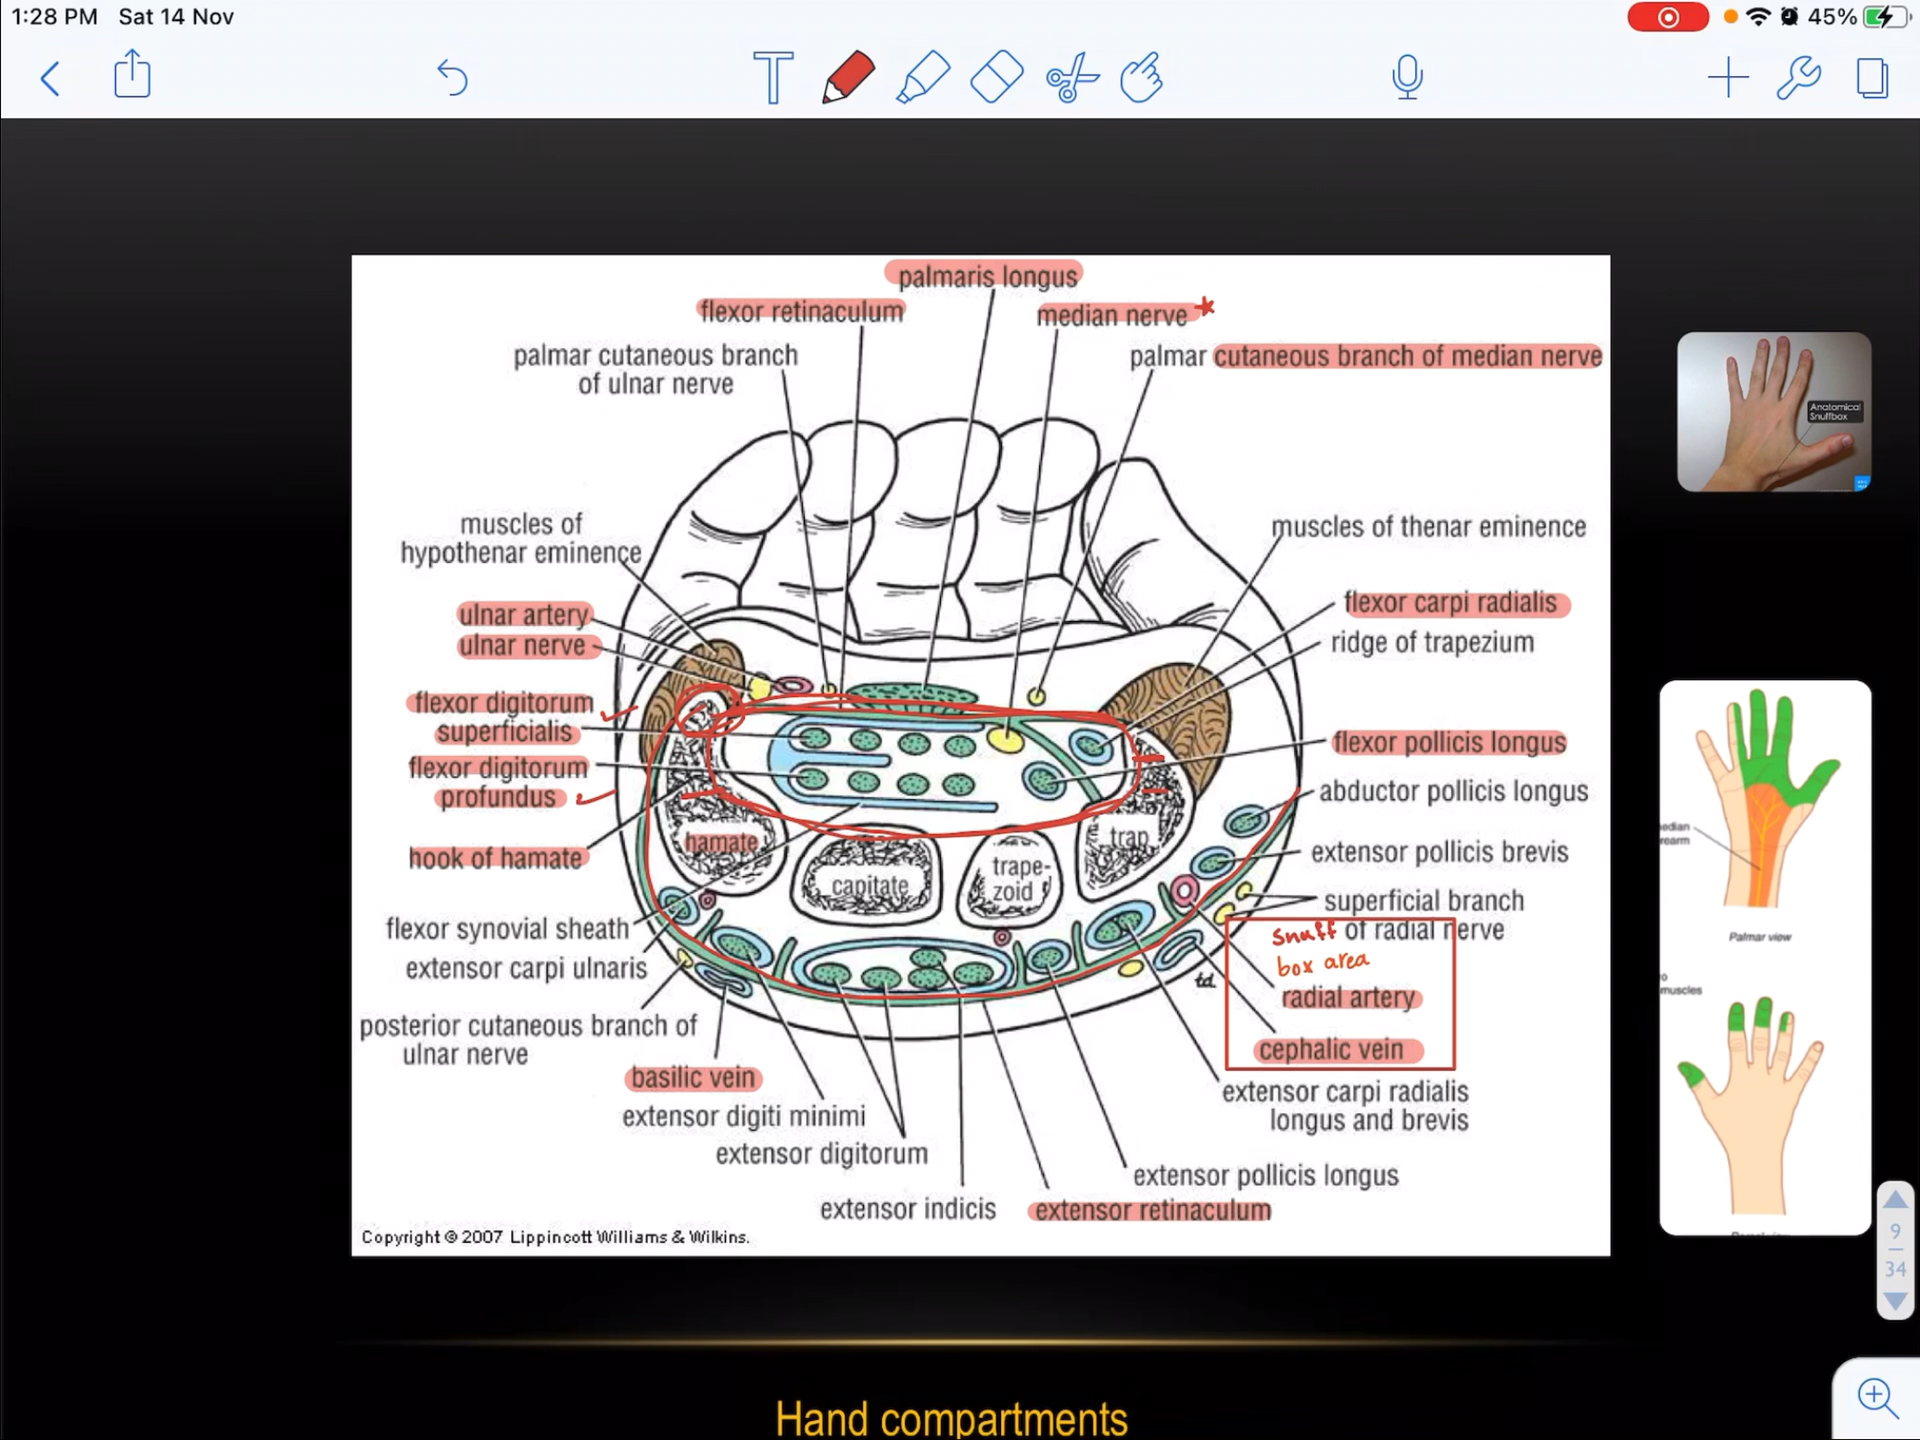 1:28 PM Sat 14 Nov
45%
palmaris longus
flexor retinaculum
median nerve *
palmar cutaneous branch
of ulnar nerve
palmar cutaneous branch of median nerve
muscles of
hypothenar eminence
muscles of thenar eminence
ulnar artery
ulnar nerve
flexor carpi radialis
ridge of trapezium
flexor digitorum
superficialis
flexor digitorum
profundus
flexor pollicis longus
abductor pollicis longus
hook of hamate
hamate
capitate
trape-
zoid
trap
extensor pollicis brevis
superficial branch
of radial nerve
snuff
box area
radial artery
cephalic vein
flexor synovial sheath
extensor carpi ulnaris
posterior cutaneous branch of
ulnar nerve
basilic vein
extensor digiti minimi
extensor digitorum
extensor indicis
extensor retinaculum
extensor pollicis longus
extensor carpi radialis
longus and brevis
td.
Copyright © 2007 Lippincott Williams & Wilkins.
Anatomical
Snuffbox
edian
rearm
Palmar view
o
muscles
9
34
Hand compartments